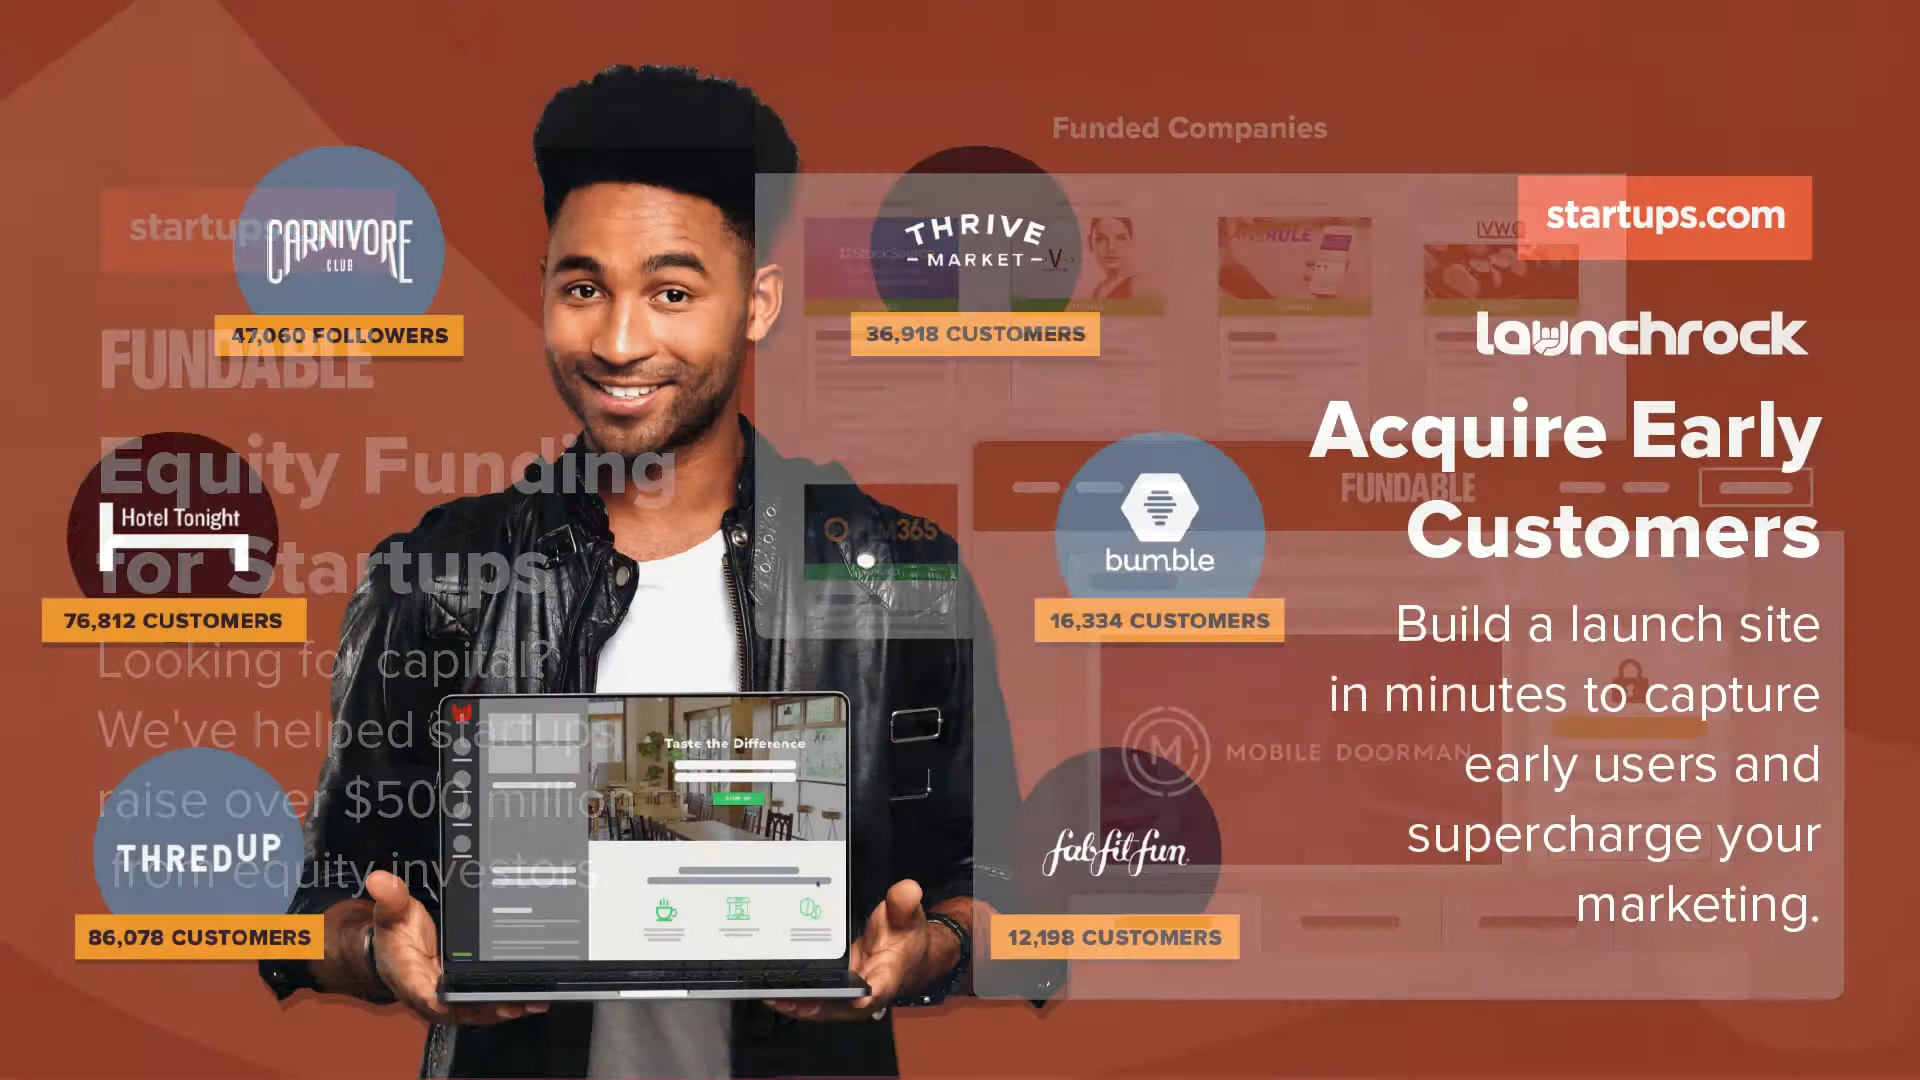 Funded Companies
startups.com
launchrock
Acquire Early
Customers
Build a launch site
in minutes to capture
early users and
supercharge your
marketing.
CARNIVORE
CLUB
47,060 FOLLOWERS
THRIVE
MARKET
36,918 CUSTOMERS
Hotel Tonight
76,812 CUSTOMERS
bumble
16,334 CUSTOMERS
THREDUP
86,078 CUSTOMERS
fabfitfun
12,198 CUSTOMERS
Taste the Difference
SIGN UP
startups
FUNDABLE
Equity Funding
for Startups
Looking for capital?
We've helped startups
raise over $500 million
from equity investors.
FUNDABLE
M
MOBILE DOORMAN